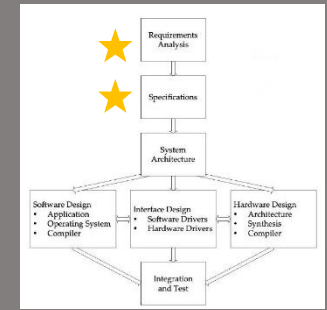 Requirements
Analysis
Specifications
System
Architecture
Software Design
• Application
• Operating System
• Compiler
Interface Design
• Software Drivers
• Hardware Drivers
Hardware Design
• Architecture
• Synthesis
• Compiler
Integration
and Test